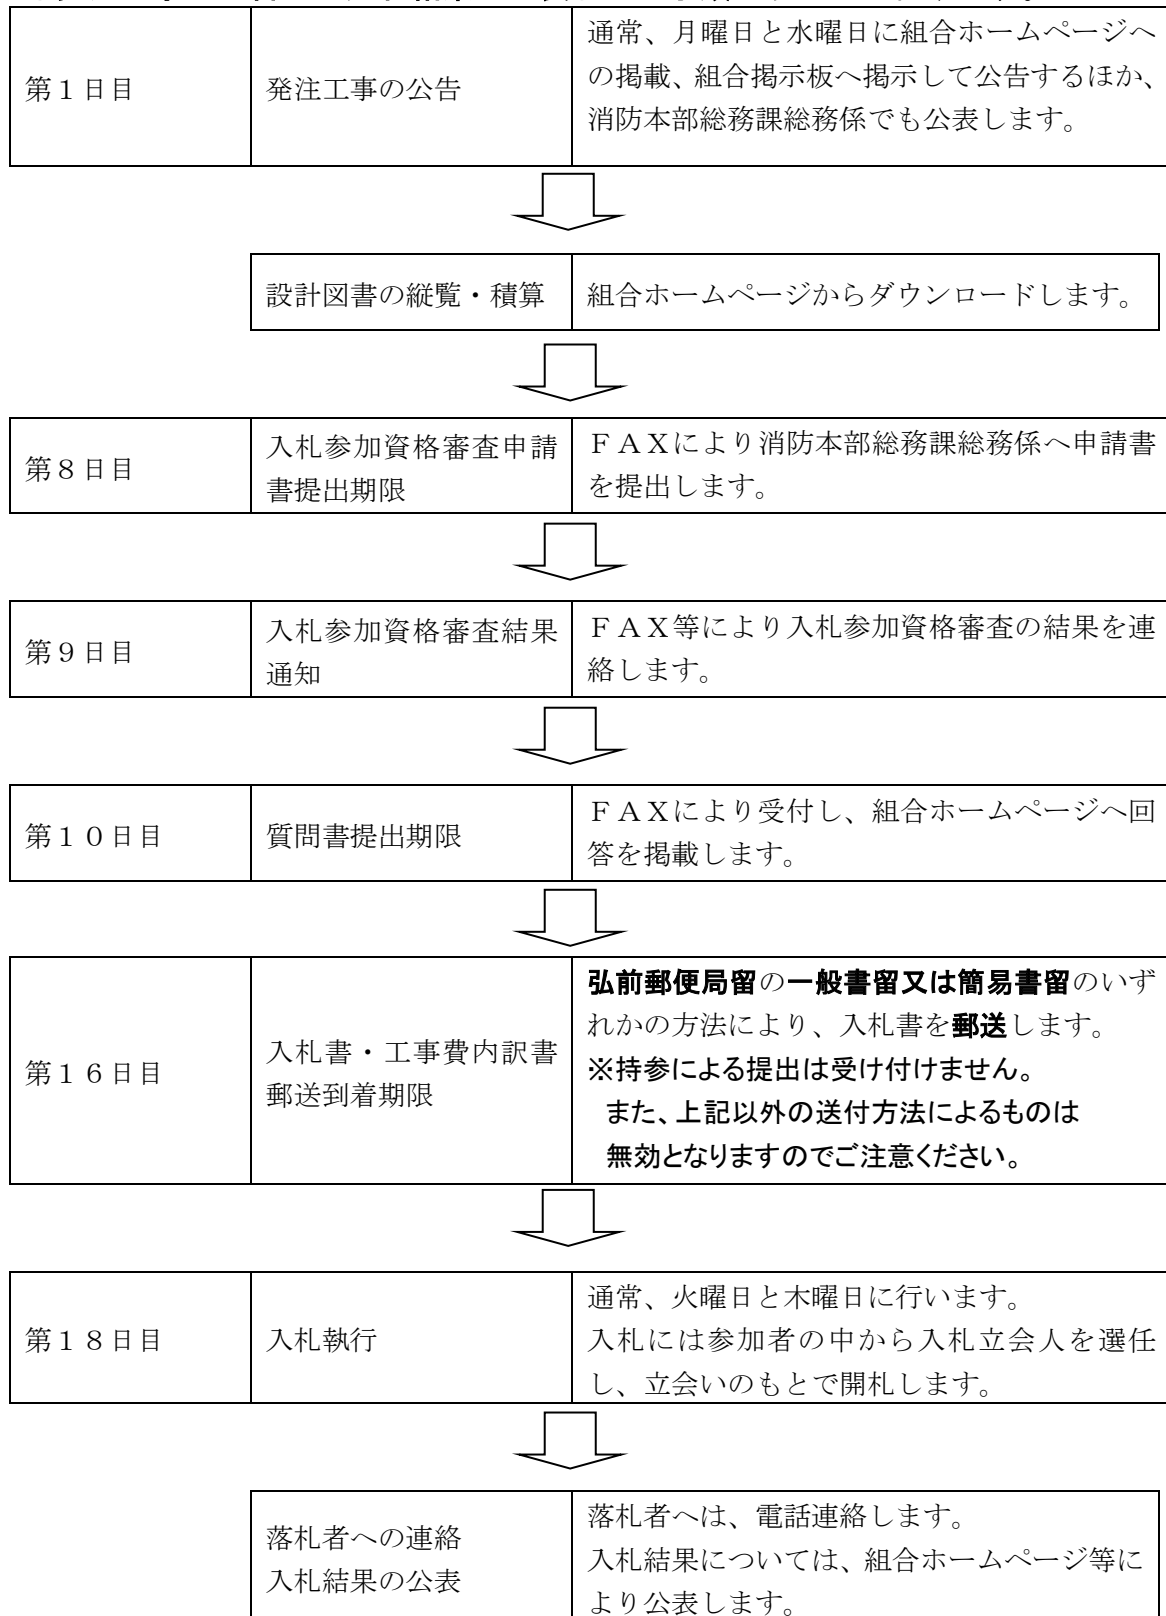 第１日目
発注工事の公告
通常、月曜日と水曜日に組合ホームページへ
の掲載、組合掲示板へ掲示して公告するほか、
消防本部総務課総務係でも公表します。
設計図書の縦覧・積算
組合ホームページからダウンロードします。
第８日目
入札参加資格審査申請
書提出期限
ＦＡＸにより消防本部総務課総務係へ申請書
を提出します。
第９日目
入札参加資格審査結果
通知
ＦＡＸ等により入札参加資格審査の結果を連
絡します。
第１０日目
質問書提出期限
ＦＡＸにより受付し、組合ホームページへ回
答を掲載します。
第１６日目
入札書・工事費内訳書
郵送到着期限
弘前郵便局留の一般書留又は簡易書留のいず
れかの方法により、入札書を郵送します。
※持参による提出は受け付けません。
また、上記以外の送付方法によるものは
無効となりますのでご注意ください。
第１８日目
入札執行
通常、火曜日と木曜日に行います。
入札には参加者の中から入札立会人を選任
し、立会いのもとで開札します。
落札者への連絡
入札結果の公表
落札者へは、電話連絡します。
入札結果については、組合ホームページ等に
より公表します。